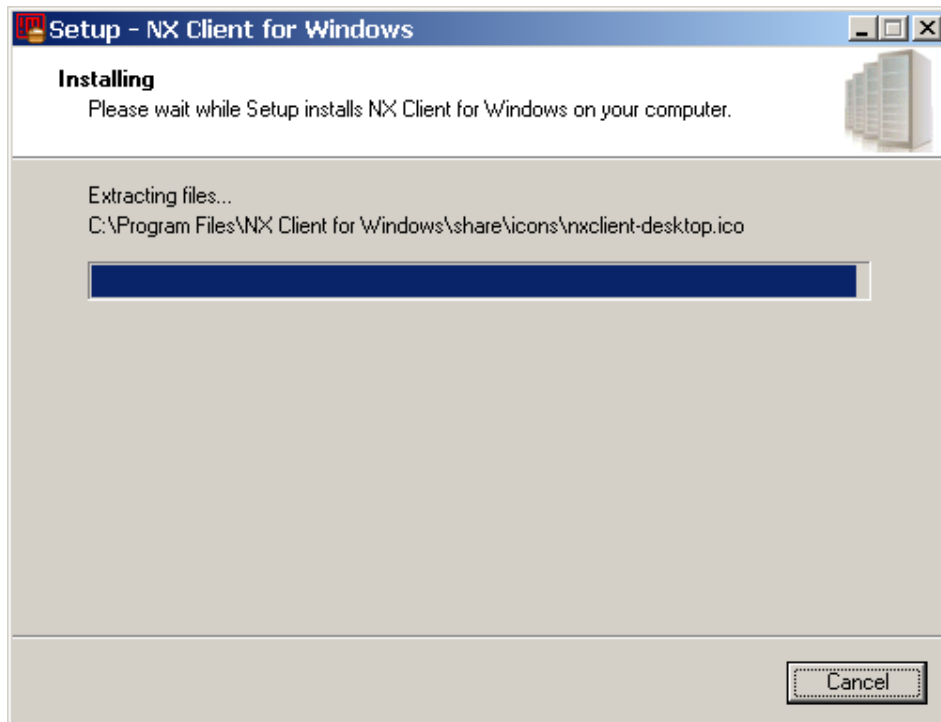 Setup - NX Client for Windows
Installing
Please wait while Setup installs NX Client for Windows on your computer.
Extracting files...
C:\Program Files\NX Client for Windows\share\icons\nxclient-desktop.ico
Cancel